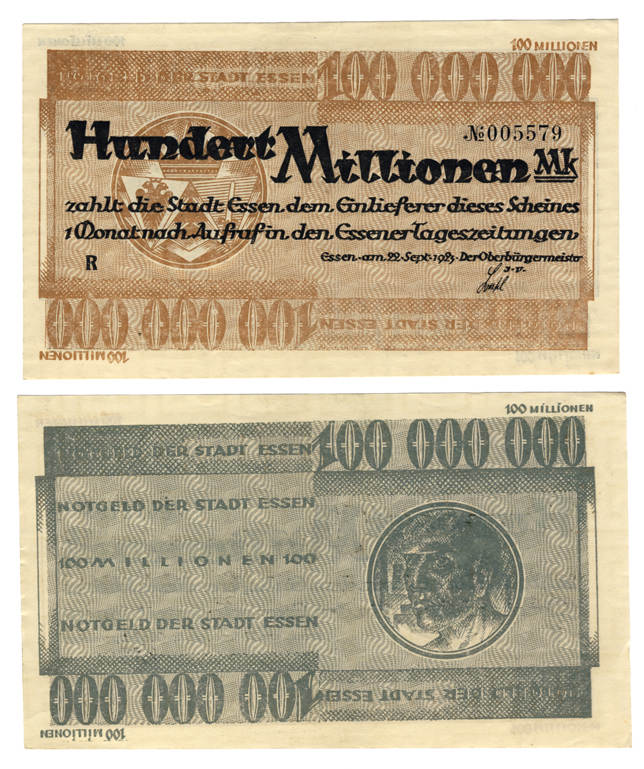 100 MILLIONEN
NOTGELD DER STADT ESSEN 100 000 000
№005579
Hundert Millionen Mk
zahlt die Stadt Essen dem Einlieferer dieses Scheines
1 Monat nach Aufruf in den Essener Tageszeitungen
Essen · am 22 · Sept · 1923 · Der Oberbürgermeister
R
J.V.
100 000 000 NOTGELD DER STADT ESSEN
100 MILLIONEN
100 MILLIONEN
NOTGELD DER STADT ESSEN 100 000 000
NOTGELD DER STADT ESSEN
100 MILLIONEN 100
NOTGELD DER STADT ESSEN
100 000 000 NOTGELD DER STADT ESSEN
100 MILLIONEN